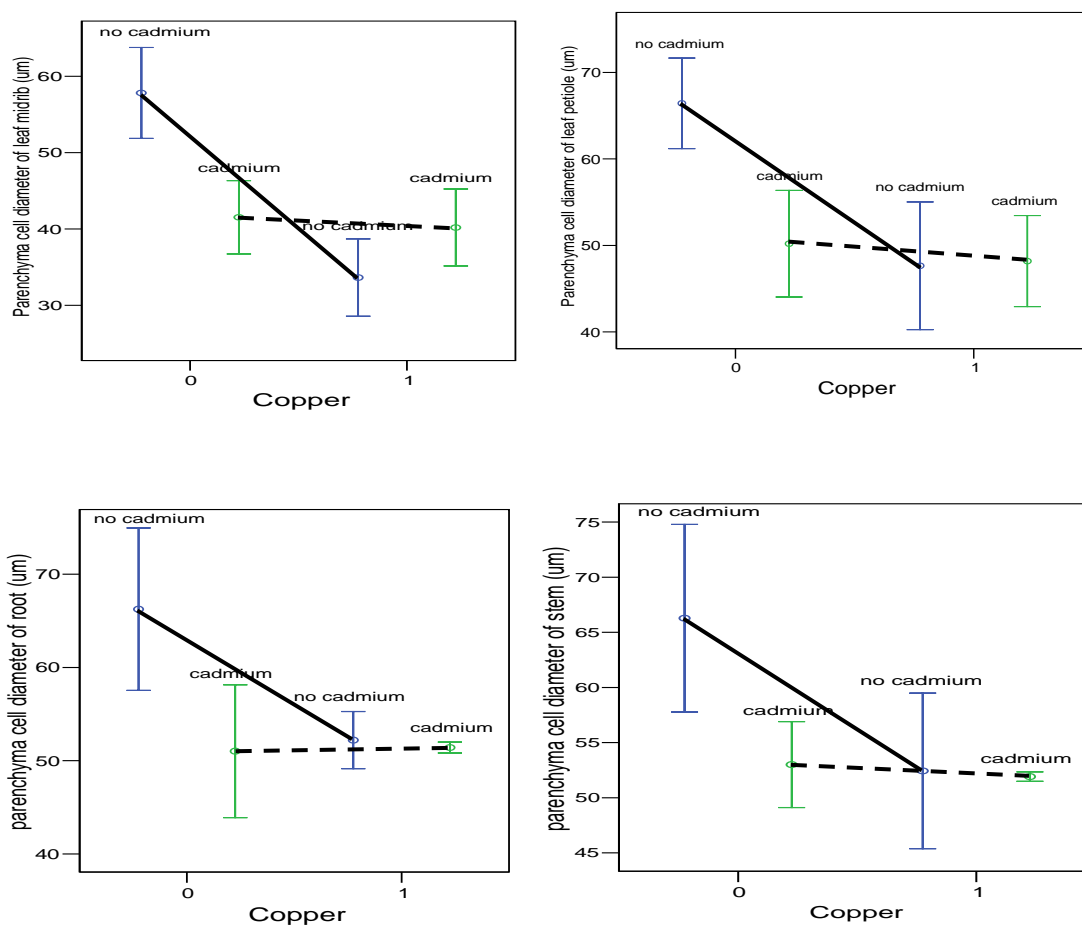 no cadmium
Parenchyma cell diameter of leaf midrib (um)
60
50
cadmium
cadmium
40
no cadmium
30
0
1
Copper
no cadmium
Parenchyma cell diameter of leaf petiole (um)
70
60
cadmium
no cadmium
cadmium
50
40
0
1
Copper
no cadmium
parenchyma cell diameter of root (um)
70
60
cadmium
no cadmium
cadmium
50
40
0
1
Copper
no cadmium
parenchyma cell diameter of stem (um)
75
70
65
60
no cadmium
cadmium
55
cadmium
50
45
0
1
Copper